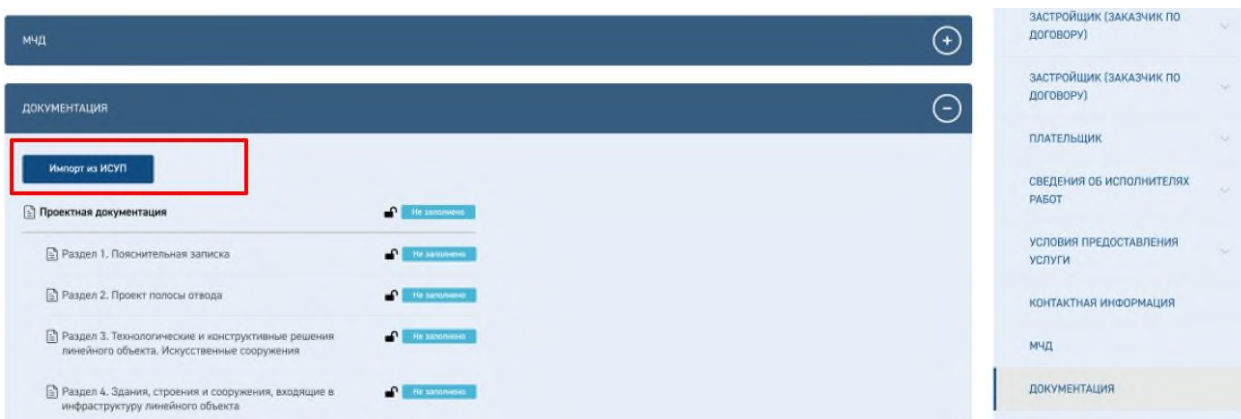 МЧД
ДОКУМЕНТАЦИЯ
Импорт из ИСУП
Проектная документация
Не заполнено
Раздел 1. Пояснительная записка
Не заполнено
Раздел 2. Проект полосы отвода
Не заполнено
Раздел 3. Технологические и конструктивные решения
линейного объекта. Искусственные сооружения
Не заполнено
Раздел 4. Здания, строения и сооружения, входящие в
инфраструктуру линейного объекта
Не заполнено
ЗАСТРОЙЩИК (ЗАКАЗЧИК ПО
ДОГОВОРУ)
ЗАСТРОЙЩИК (ЗАКАЗЧИК ПО
ДОГОВОРУ)
ПЛАТЕЛЬЩИК
СВЕДЕНИЯ ОБ ИСПОЛНИТЕЛЯХ
РАБОТ
УСЛОВИЯ ПРЕДОСТАВЛЕНИЯ
УСЛУГИ
КОНТАКТНАЯ ИНФОРМАЦИЯ
МЧД
ДОКУМЕНТАЦИЯ